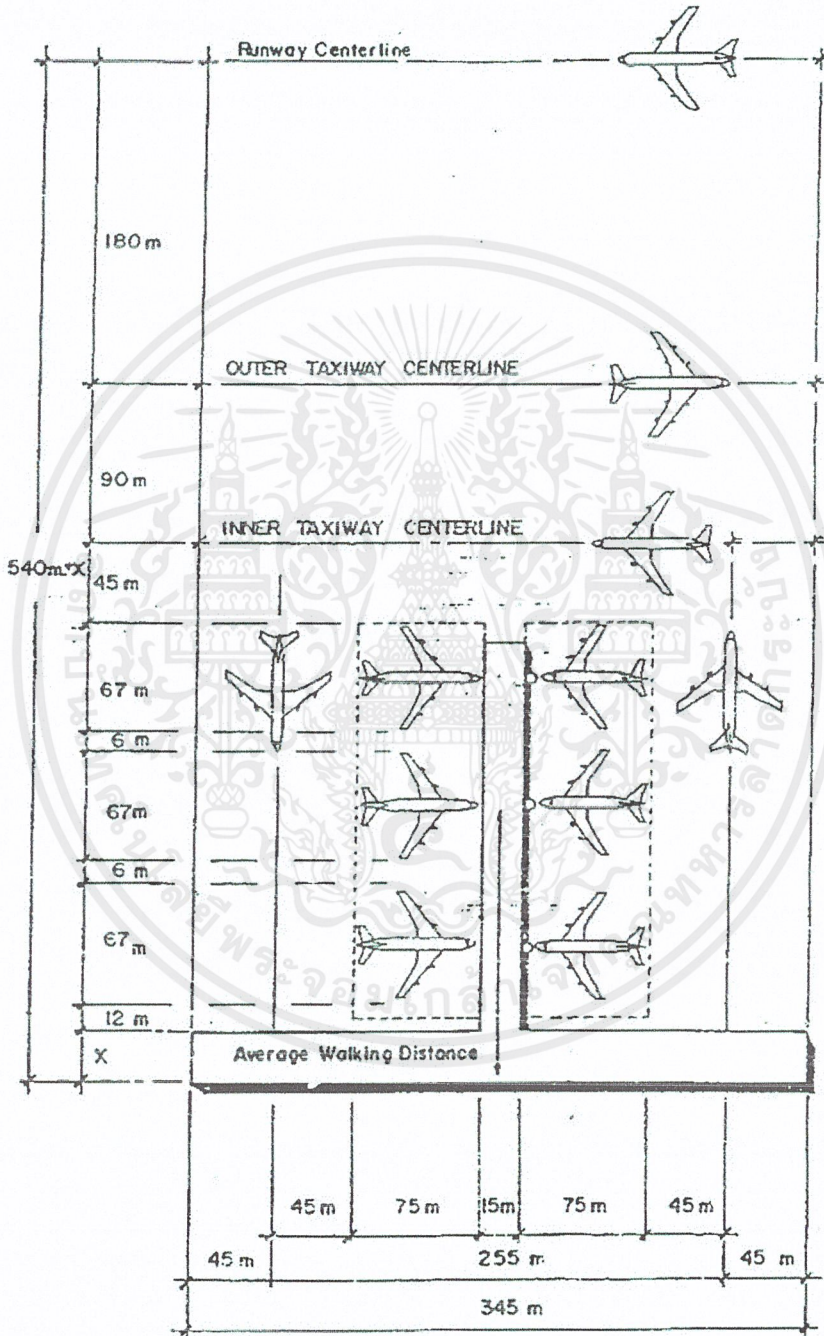 Runway Centerline
180 m
OUTER TAXIWAY CENTERLINE
90 m
INNER TAXIWAY CENTERLINE
540m+X
45 m
67 m
6 m
67m
6 m
67 m
12 m
X
Average Walking Distance
45 m 75 m 15m 75 m 45 m
45 m 255 m 45 m
345 m